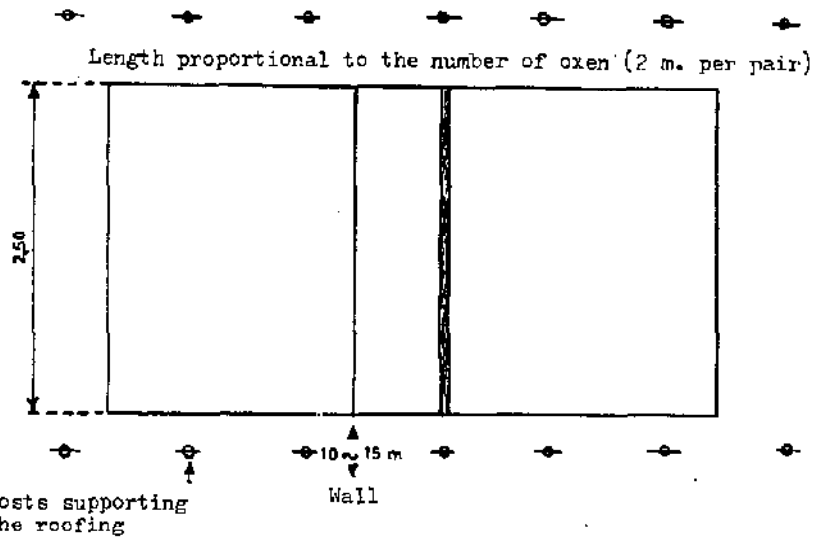 Length proportional to the number of oxen (2 m. per pair)
2,50
10 ~ 15 m
Wall
osts supporting
he roofing